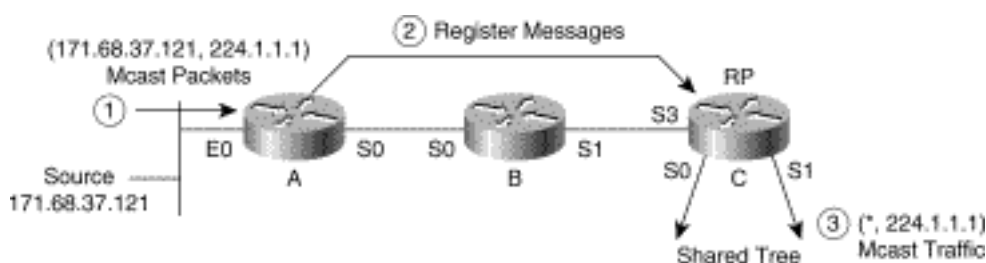 ② Register Messages
(171.68.37.121, 224.1.1.1)
Mcast Packets
①
RP
S3
E0
S0
S0
S1
A
B
C
S0
S1
Source
171.68.37.121
③ (*, 224.1.1.1)
Mcast Traffic
Shared Tree